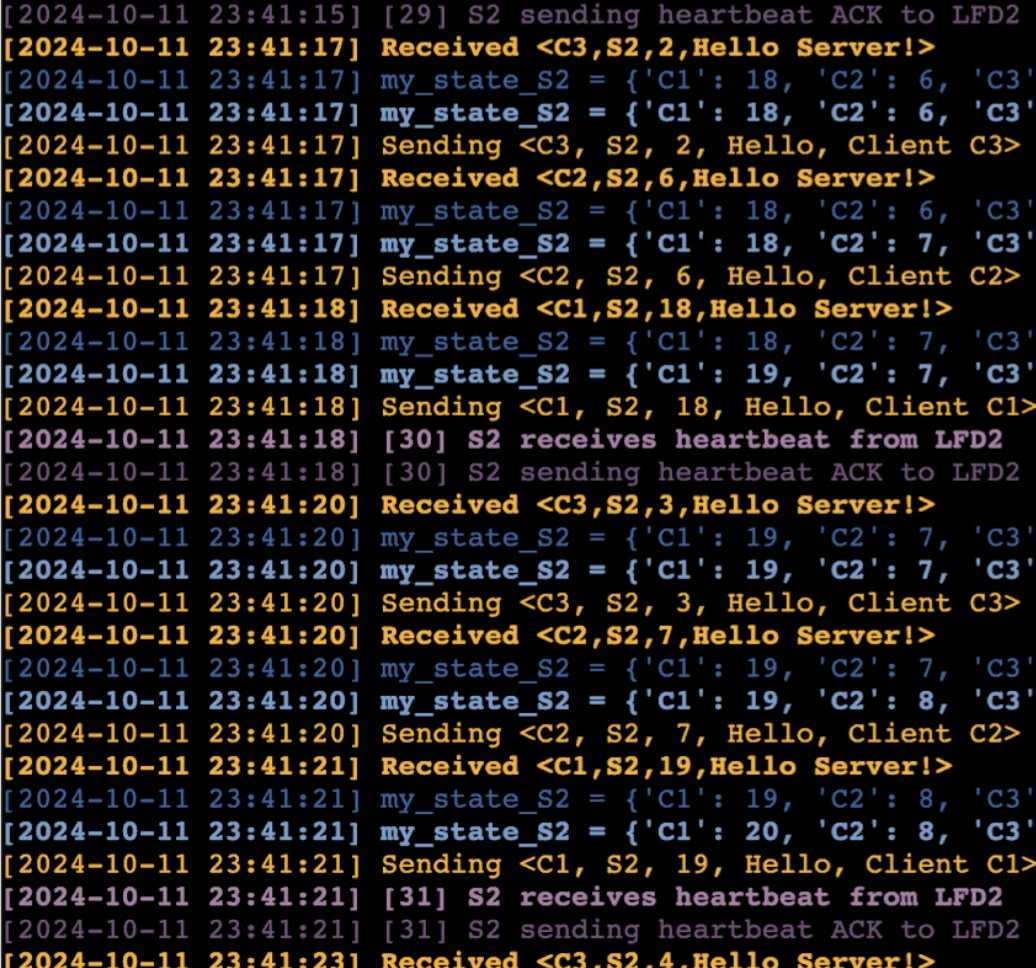 [2024-10-11 23:41:15] [29] S2 sending heartbeat ACK to LFD2
[2024-10-11 23:41:17] Received <C3,S2,2,Hello Server!>
[2024-10-11 23:41:17] my_state_S2 = {'C1': 18, 'C2': 6, 'C3'
[2024-10-11 23:41:17] my_state_S2 = {'C1': 18, 'C2': 6, 'C3
[2024-10-11 23:41:17] Sending <C3, S2, 2, Hello, Client C3>
[2024-10-11 23:41:17] Received <C2,S2,6,Hello Server!>
[2024-10-11 23:41:17] my_state_S2 = {'C1': 18, 'C2': 6, 'C3'
[2024-10-11 23:41:17] my_state_S2 = {'C1': 18, 'C2': 7, 'C3'
[2024-10-11 23:41:17] Sending <C2, S2, 6, Hello, Client C2>
[2024-10-11 23:41:18] Received <C1,S2,18,Hello Server!>
[2024-10-11 23:41:18] my_state_S2 = {'C1': 18, 'C2': 7, 'C3'
[2024-10-11 23:41:18] my_state_S2 = {'C1': 19, 'C2': 7, 'C3'
[2024-10-11 23:41:18] Sending <C1, S2, 18, Hello, Client C1>
[2024-10-11 23:41:18] [30] S2 receives heartbeat from LFD2
[2024-10-11 23:41:18] [30] S2 sending heartbeat ACK to LFD2
[2024-10-11 23:41:20] Received <C3,S2,3,Hello Server!>
[2024-10-11 23:41:20] my_state_S2 = {'C1': 19, 'C2': 7, 'C3
[2024-10-11 23:41:20] my_state_S2 = {'C1': 19, 'C2': 7, 'C3'
[2024-10-11 23:41:20] Sending <C3, S2, 3, Hello, Client C3>
[2024-10-11 23:41:20] Received <C2,S2,7,Hello Server!>
[2024-10-11 23:41:20] my_state_S2 = {'C1': 19, 'C2': 7, 'C3
[2024-10-11 23:41:20] my_state_S2 = {'C1': 19, 'C2': 8, 'C3
[2024-10-11 23:41:20] Sending <C2, S2, 7, Hello, Client C2>
[2024-10-11 23:41:21] Received <C1,S2,19,Hello Server!>
[2024-10-11 23:41:21] my_state_S2 = {'C1': 19, 'C2': 8, 'C3'
[2024-10-11 23:41:21] my_state_S2 = {'C1': 20, 'C2': 8, 'C3'
[2024-10-11 23:41:21] Sending <C1, S2, 19, Hello, Client C1>
[2024-10-11 23:41:21] [31] S2 receives heartbeat from LFD2
[2024-10-11 23:41:21] [31] S2 sending heartbeat ACK to LFD2
[2024-10-11 23:41:23] Received <C3,S2,4,Hello Server!>